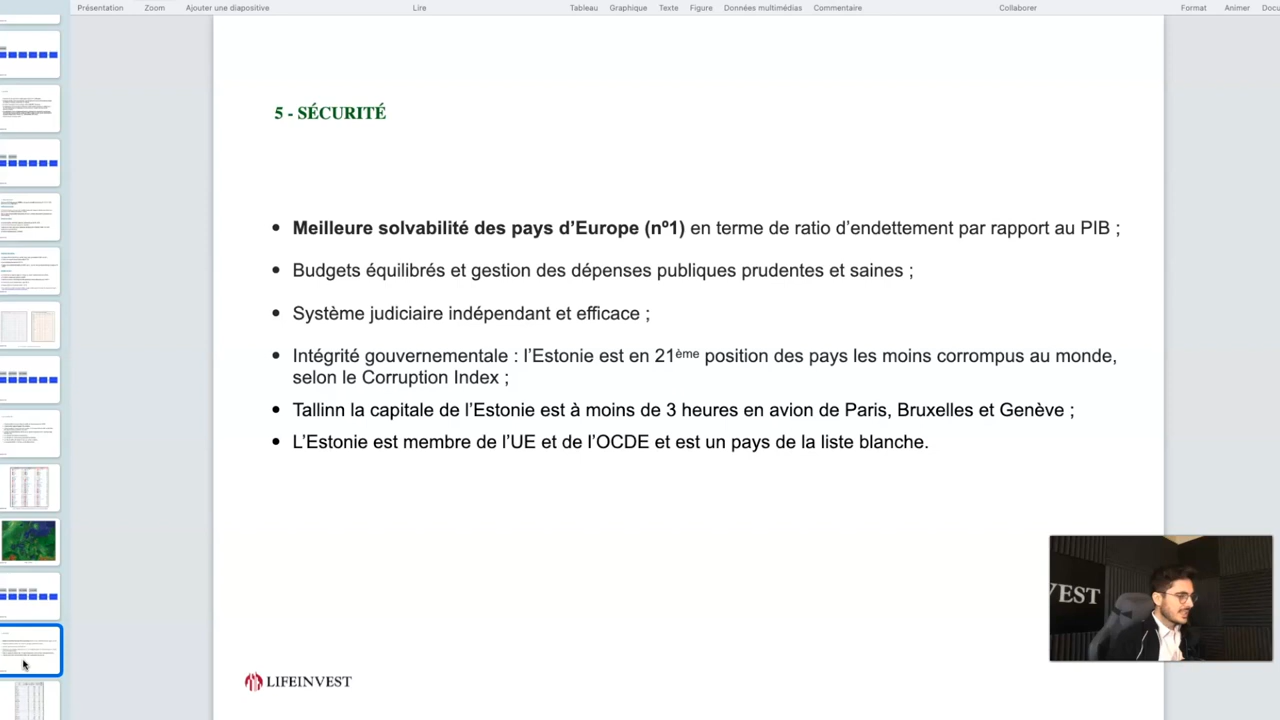 Présentation Zoom Ajouter une diapositive Lire Tableau Graphique Texte Figure Données multimédias Commentaire Collaborer Format Animer Docu
5 - SÉCURITÉ
• Meilleure solvabilité des pays d’Europe (nº1) en terme de ratio d’endettement par rapport au PIB ;
• Budgets équilibrés et gestion des dépenses publiques prudentes et saines ;
• Système judiciaire indépendant et efficace ;
• Intégrité gouvernementale : l’Estonie est en 21ème position des pays les moins corrompus au monde,
selon le Corruption Index ;
• Tallinn la capitale de l’Estonie est à moins de 3 heures en avion de Paris, Bruxelles et Genève ;
• L’Estonie est membre de l’UE et de l’OCDE et est un pays de la liste blanche.
VEST
LIFEINVEST